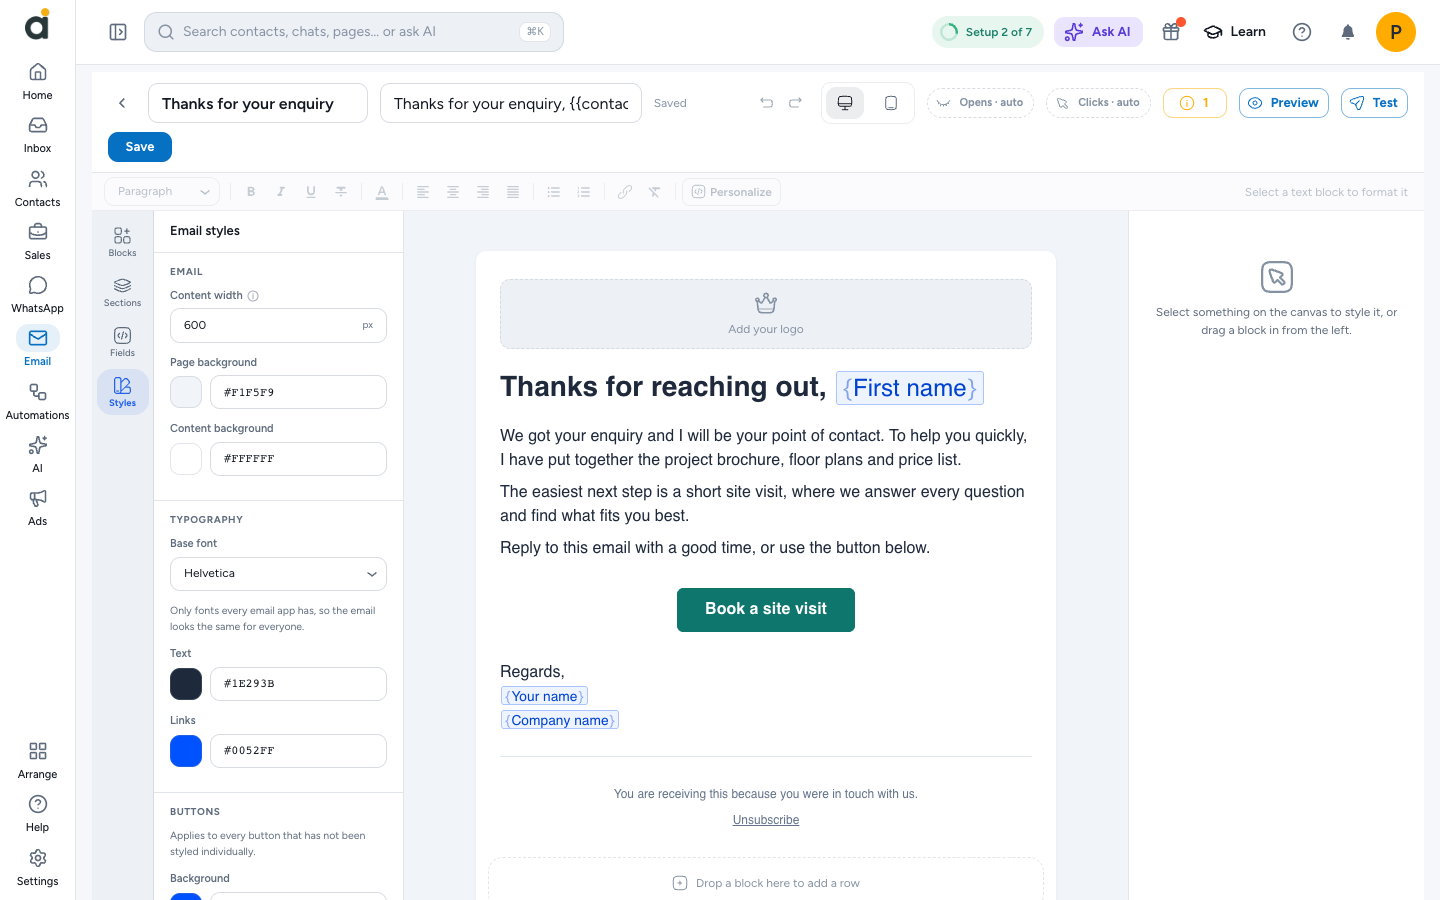 Search contacts, chats, pages... or ask AI
⌘K
Setup 2 of 7
Ask AI
Learn
P
Home
Inbox
Contacts
Sales
WhatsApp
Email
Automations
AI
Ads
Arrange
Help
Settings
Thanks for your enquiry
Thanks for your enquiry, {{contac
Saved
Opens · auto
Clicks · auto
1
Preview
Test
Save
Paragraph
B I U S A
Personalize
Select a text block to format it
Blocks
Sections
Fields
Styles
Email styles
EMAIL
Content width
600 px
Page background
#F1F5F9
Content background
#FFFFFF
TYPOGRAPHY
Base font
Helvetica
Only fonts every email app has, so the email
looks the same for everyone.
Text
#1E293B
Links
#0052FF
BUTTONS
Applies to every button that has not been
styled individually.
Background
Add your logo
Thanks for reaching out, {First name}
We got your enquiry and I will be your point of contact. To help you quickly,
I have put together the project brochure, floor plans and price list.
The easiest next step is a short site visit, where we answer every question
and find what fits you best.
Reply to this email with a good time, or use the button below.
Book a site visit
Regards,
{Your name}
{Company name}
You are receiving this because you were in touch with us.
Unsubscribe
Drop a block here to add a row
Select something on the canvas to style it, or
drag a block in from the left.